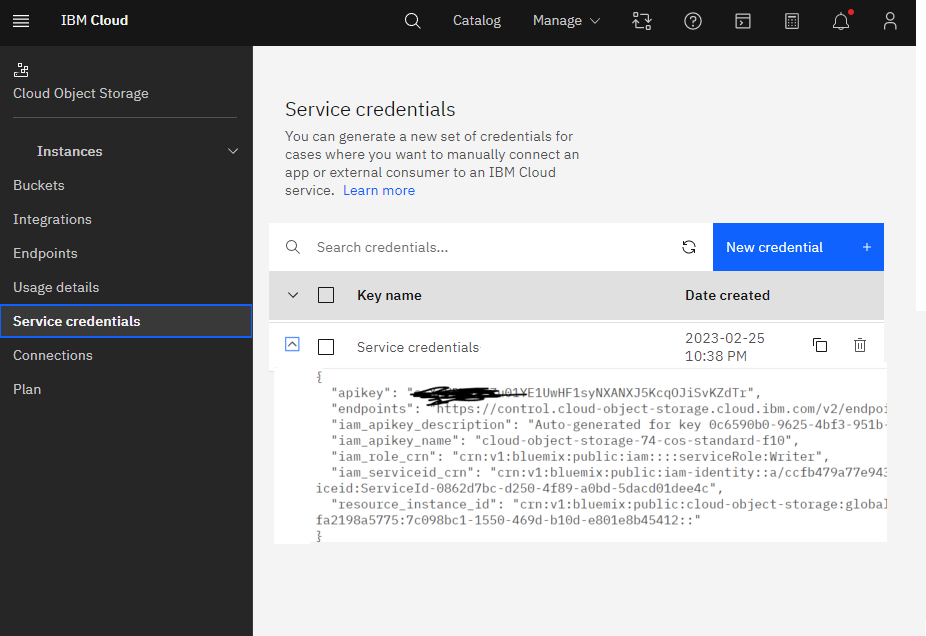 IBM Cloud
Catalog
Manage
Cloud Object Storage
Instances
Buckets
Integrations
Endpoints
Usage details
Service credentials
Connections
Plan
Service credentials
You can generate a new set of credentials for
cases where you want to manually connect an
app or external consumer to an IBM Cloud
service. Learn more
Search credentials...
New credential +
Key name Date created
Service credentials 2023-02-25
10:38 PM
{
"apikey":
"endpoints": "https://control.cloud-object-storage.cloud.ibm.com/v2/endpoi
"iam_apikey_description": "Auto-generated for key 0c6590b0-9625-4bf3-951b-
"iam_apikey_name": "cloud-object-storage-74-cos-standard-f10",
"iam_role_crn": "crn:v1:bluemix:public:iam::::serviceRole:Writer",
"iam_serviceid_crn": "crn:v1:bluemix:public:iam-identity::a/ccfb479a77e943
iceid:ServiceId-0862d7bc-d250-4f89-a0bd-5dacd01dee4c",
"resource_instance_id": "crn:v1:bluemix:public:cloud-object-storage:global
fa2198a5775:7c098bc1-1550-469d-b10d-e801e8b45412::"
}